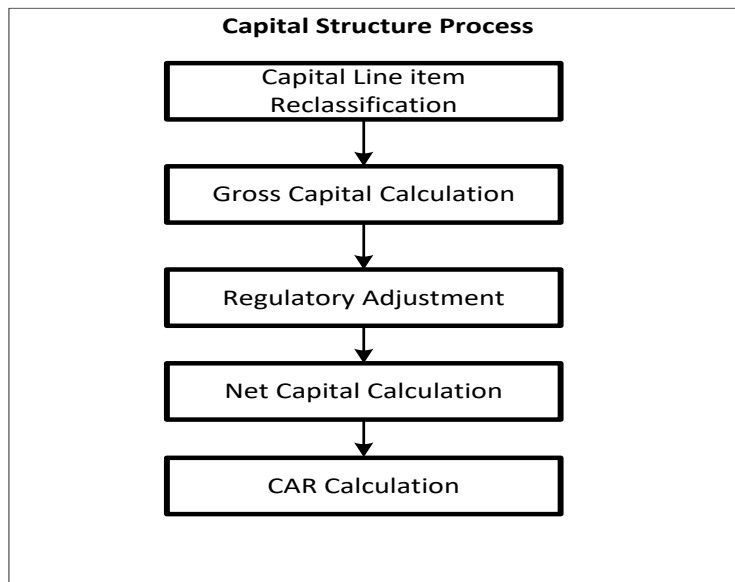 Capital Structure Process
Capital Line item
Reclassification
Gross Capital Calculation
Regulatory Adjustment
Net Capital Calculation
CAR Calculation